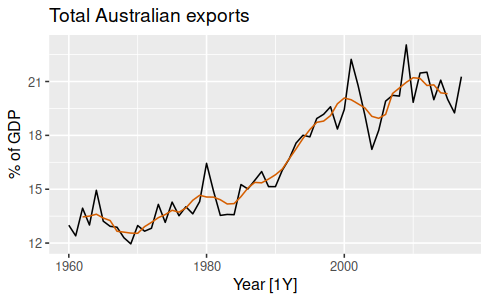 Total Australian exports
% of GDP
21
18
15
12
1960 1980 2000
Year [1Y]